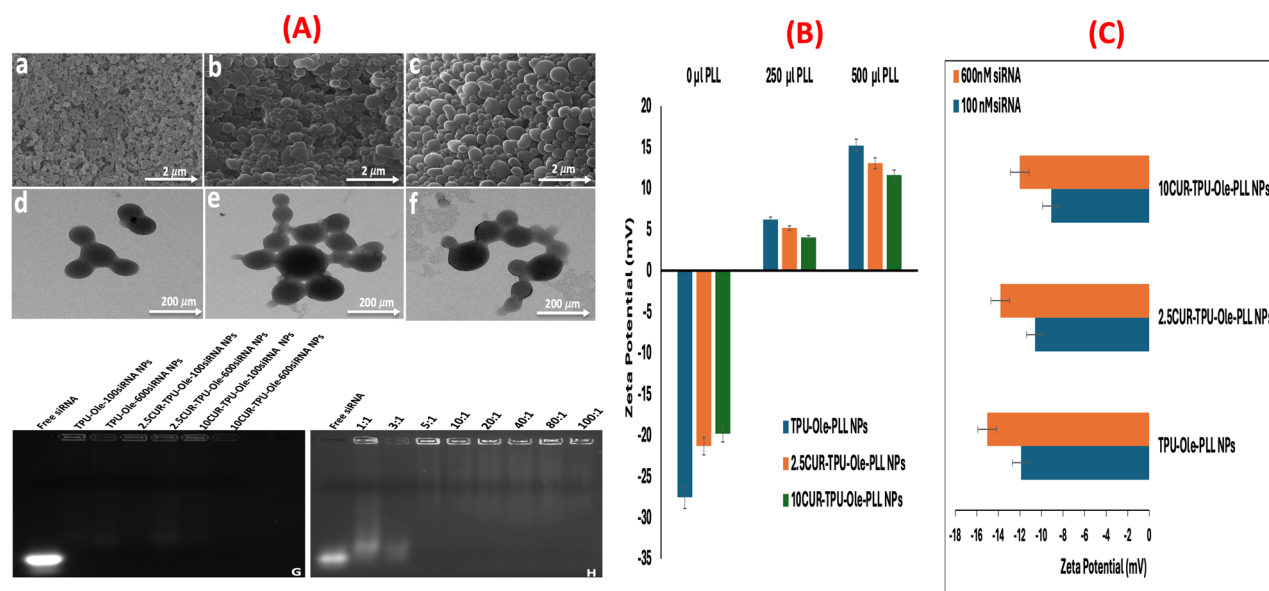 (A)
a
b
c
2 μm
2 μm
2 μm
d
e
f
200 μm
200 μm
200 μm
Free siRNA
TPU-Ole-100siRNA NPs
TPU-Ole-600siRNA NPs
2.5CUR-TPU-Ole-100siRNA NPs
2.5CUR-TPU-Ole-600siRNA NPs
10CUR-TPU-Ole-100siRNA NPs
10CUR-TPU-Ole-600siRNA NPs
G
Free siRNA
1:1
3:1
5:1
10:1
20:1
40:1
80:1
100:1
H
(B)
0 μl PLL
250 μl PLL
500 μl PLL
Zeta Potential (mV)
20
15
10
5
0
-5
-10
-15
-20
-25
-30
-35
TPU-Ole-PLL NPs
2.5CUR-TPU-Ole-PLL NPs
10CUR-TPU-Ole-PLL NPs
(C)
600nM siRNA
100 nMsiRNA
10CUR-TPU-Ole-PLL NPs
2.5CUR-TPU-Ole-PLL NPs
TPU-Ole-PLL NPs
-18 -16 -14 -12 -10 -8 -6 -4 -2 0
Zeta Potential (mV)